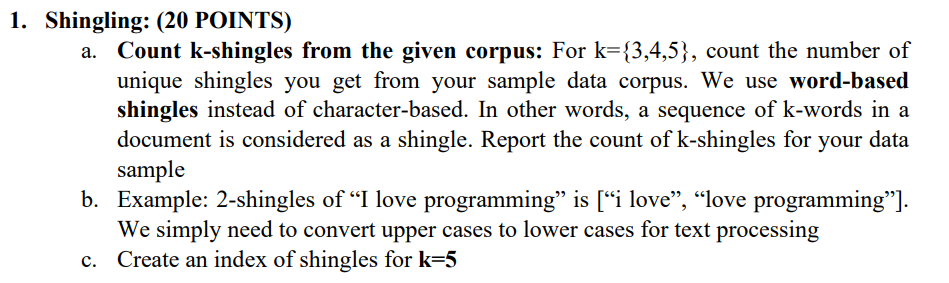 1. Shingling: (20 POINTS)
a. Count k-shingles from the given corpus: For k={3,4,5}, count the number of
unique shingles you get from your sample data corpus. We use word-based
shingles instead of character-based. In other words, a sequence of k-words in a
document is considered as a shingle. Report the count of k-shingles for your data
sample
b. Example: 2-shingles of “I love programming” is [“i love”, “love programming”].
We simply need to convert upper cases to lower cases for text processing
c. Create an index of shingles for k=5